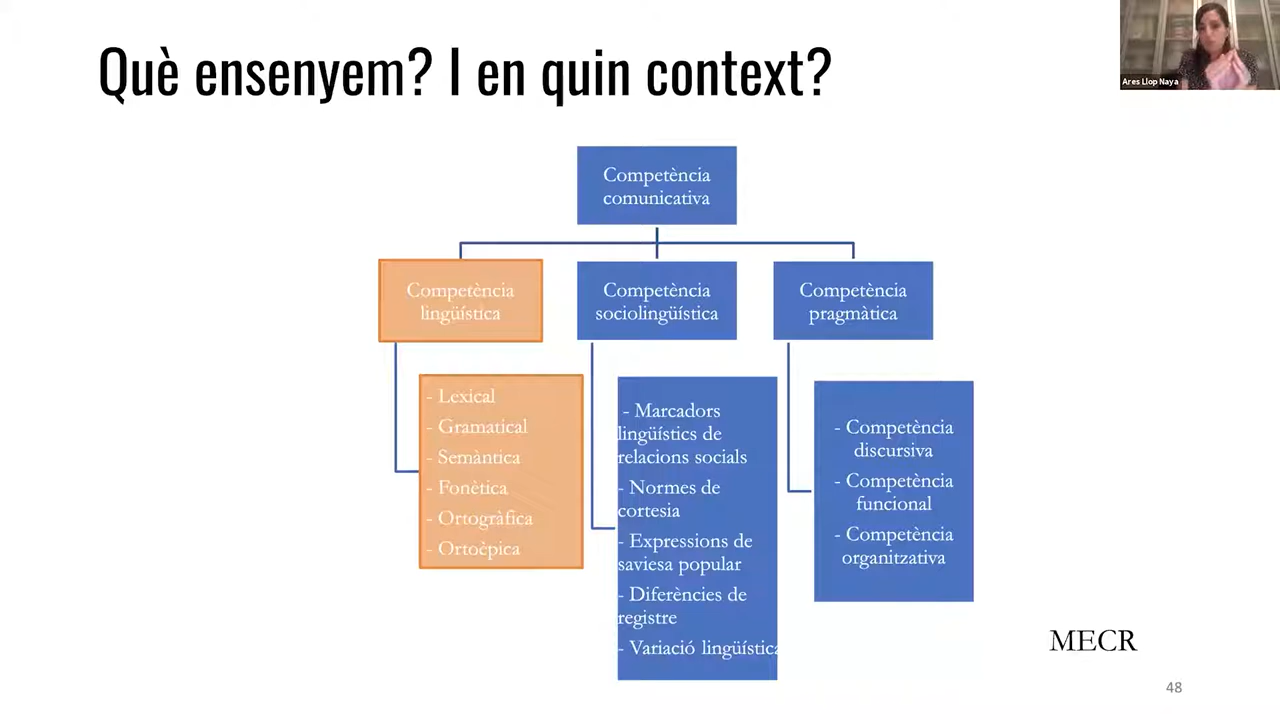 Què ensenyem? I en quin context?
Ares Llop Naya
Competència
comunicativa
Competència
lingüística
Competència
sociolingüística
Competència
pragmàtica
- Lexical
- Gramatical
- Semàntica
- Fonètica
- Ortogràfica
- Ortoèpica
- Marcadors
lingüístics de
relacions socials
- Normes de
cortesia
- Expressions de
saviesa popular
- Diferències de
registre
- Variació lingüística
- Competència
discursiva
- Competència
funcional
- Competència
organitzativa
MECR
48